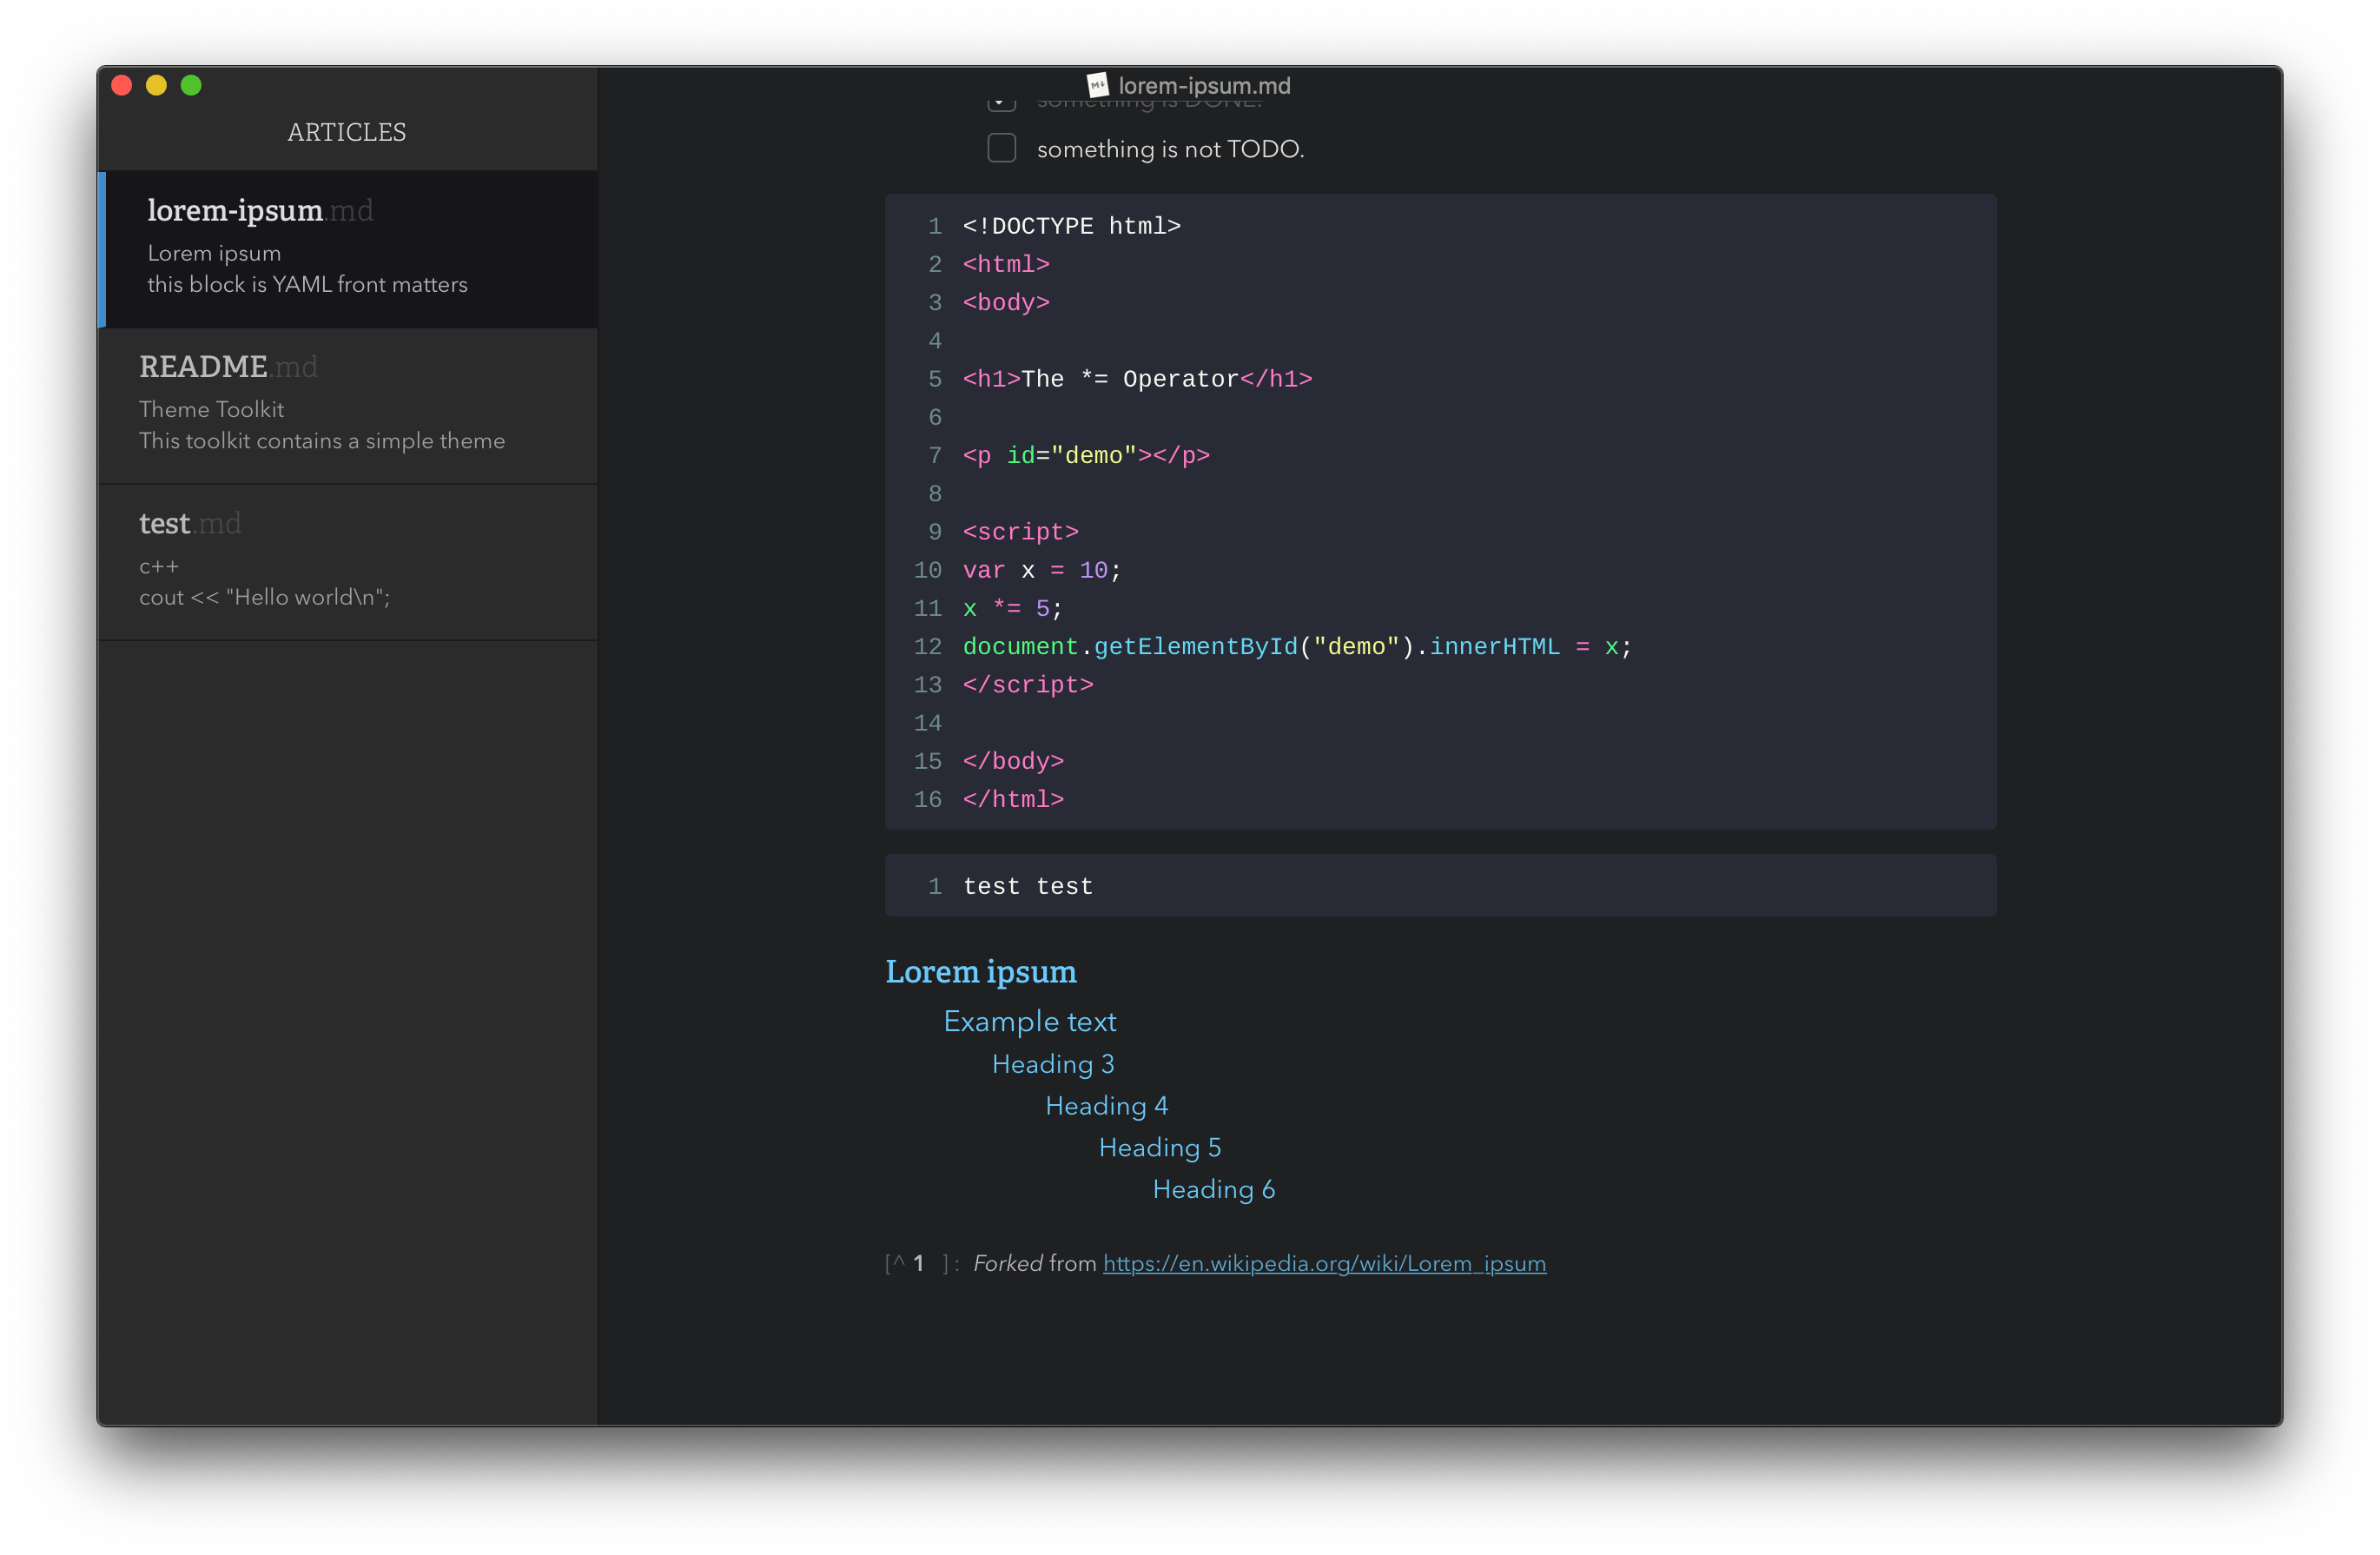 lorem-ipsum.md
ARTICLES
lorem-ipsum.md
Lorem ipsum
this block is YAML front matters
README.md
Theme Toolkit
This toolkit contains a simple theme
test.md
c++
cout << "Hello world\n";
something is DONE.
something is not TODO.
1 <!DOCTYPE html>
2 <html>
3 <body>
4
5 <h1>The *= Operator</h1>
6
7 <p id="demo"></p>
8
9 <script>
10 var x = 10;
11 x *= 5;
12 document.getElementById("demo").innerHTML = x;
13 </script>
14
15 </body>
16 </html>
1 test test
Lorem ipsum
Example text
Heading 3
Heading 4
Heading 5
Heading 6
[^ 1 ]: Forked from https://en.wikipedia.org/wiki/Lorem_ipsum